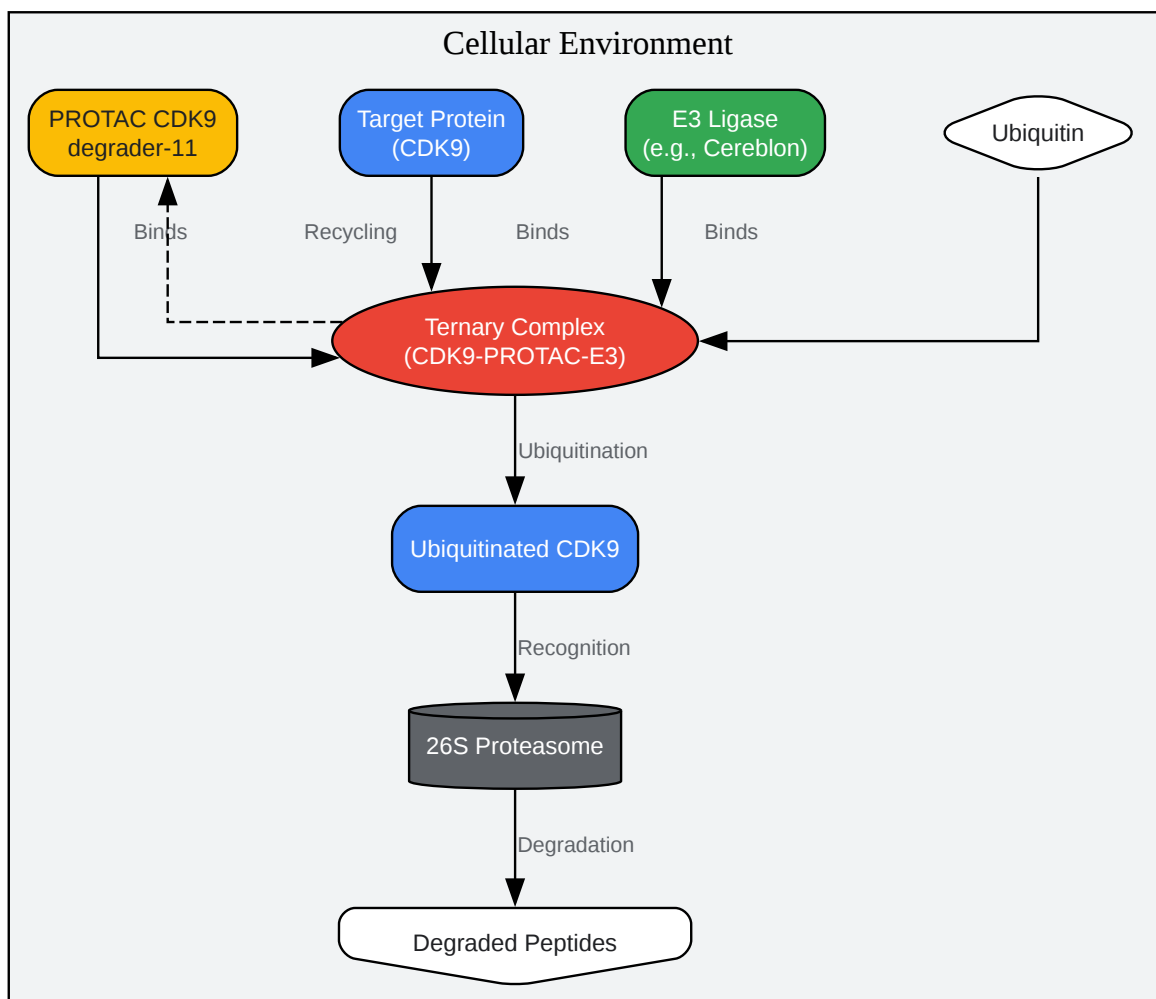 Cellular Environment
PROTAC CDK9
degrader-11
Target Protein
(CDK9)
E3 Ligase
(e.g., Cereblon)
Ubiquitin
Binds
Recycling
Binds
Binds
Ternary Complex
(CDK9-PROTAC-E3)
Ubiquitination
Ubiquitinated CDK9
Recognition
26S Proteasome
Degradation
Degraded Peptides